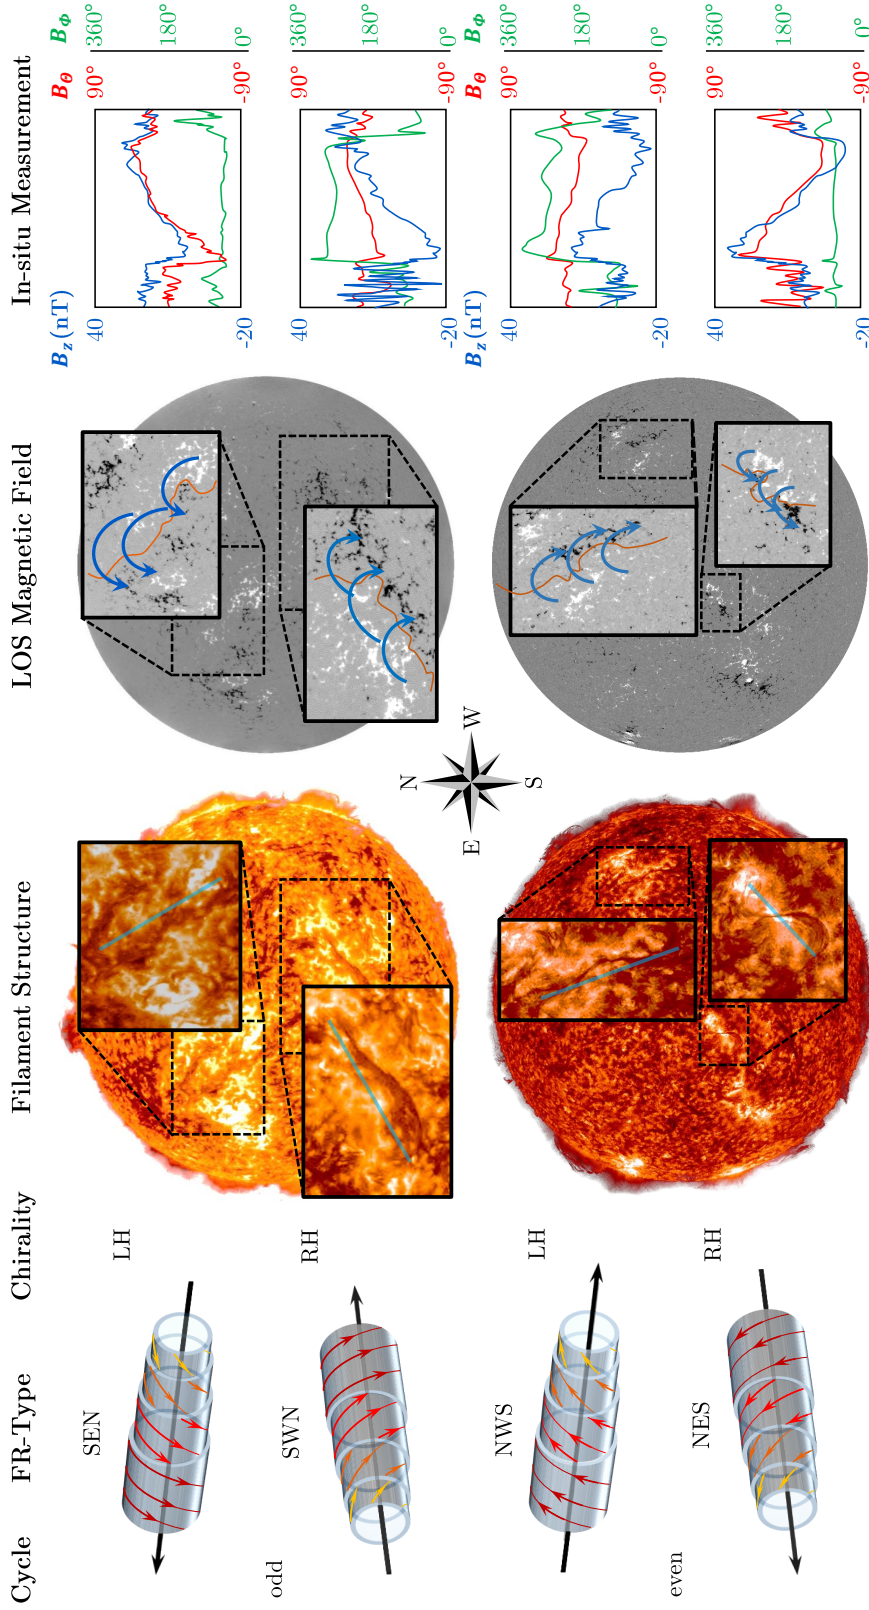 Cycle FR-Type Chirality Filament Structure LOS Magnetic Field In-situ Measurement
odd
SEN LH
B_z(nT) B_θ B_Φ
40 90° 360°
180°
-20 -90° 0°
SWN RH
40 90° 360°
180°
-20 -90° 0°
N
E W
S
even
NWS LH
B_z(nT) B_θ B_Φ
40 90° 360°
180°
-20 -90° 0°
NES RH
40 90° 360°
180°
-20 -90° 0°